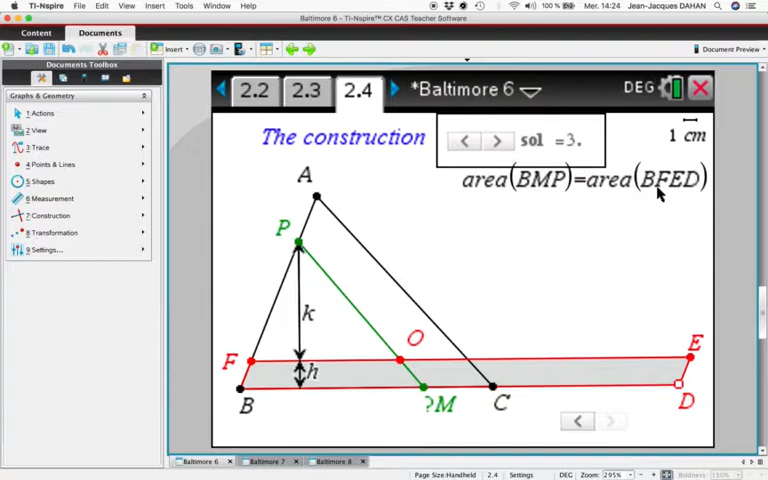 TI-Nspire File Edit View Insert Tools Window 100 % Mer. 14:24 Jean-Jacques DAHAN
Baltimore 6 - TI-Nspire™ CX CAS Teacher Software
Content Documents
Insert Document Preview
Documents Toolbox
Graphs & Geometry
1:Actions
2:View
3:Trace
4:Points & Lines
5:Shapes
6:Measurement
7:Construction
8:Transformation
9:Settings...
2.2 2.3 2.4 *Baltimore 6 DEG
The construction
sol =3.
1 cm
area(BMP)=area(BFED)
A
P
k
O
E
F
h
B
?M
C
D
Baltimore 6 Baltimore 7 Baltimore 8
Page Size:Handheld 2.4 Settings DEG Zoom: 295% Boldness: 150%